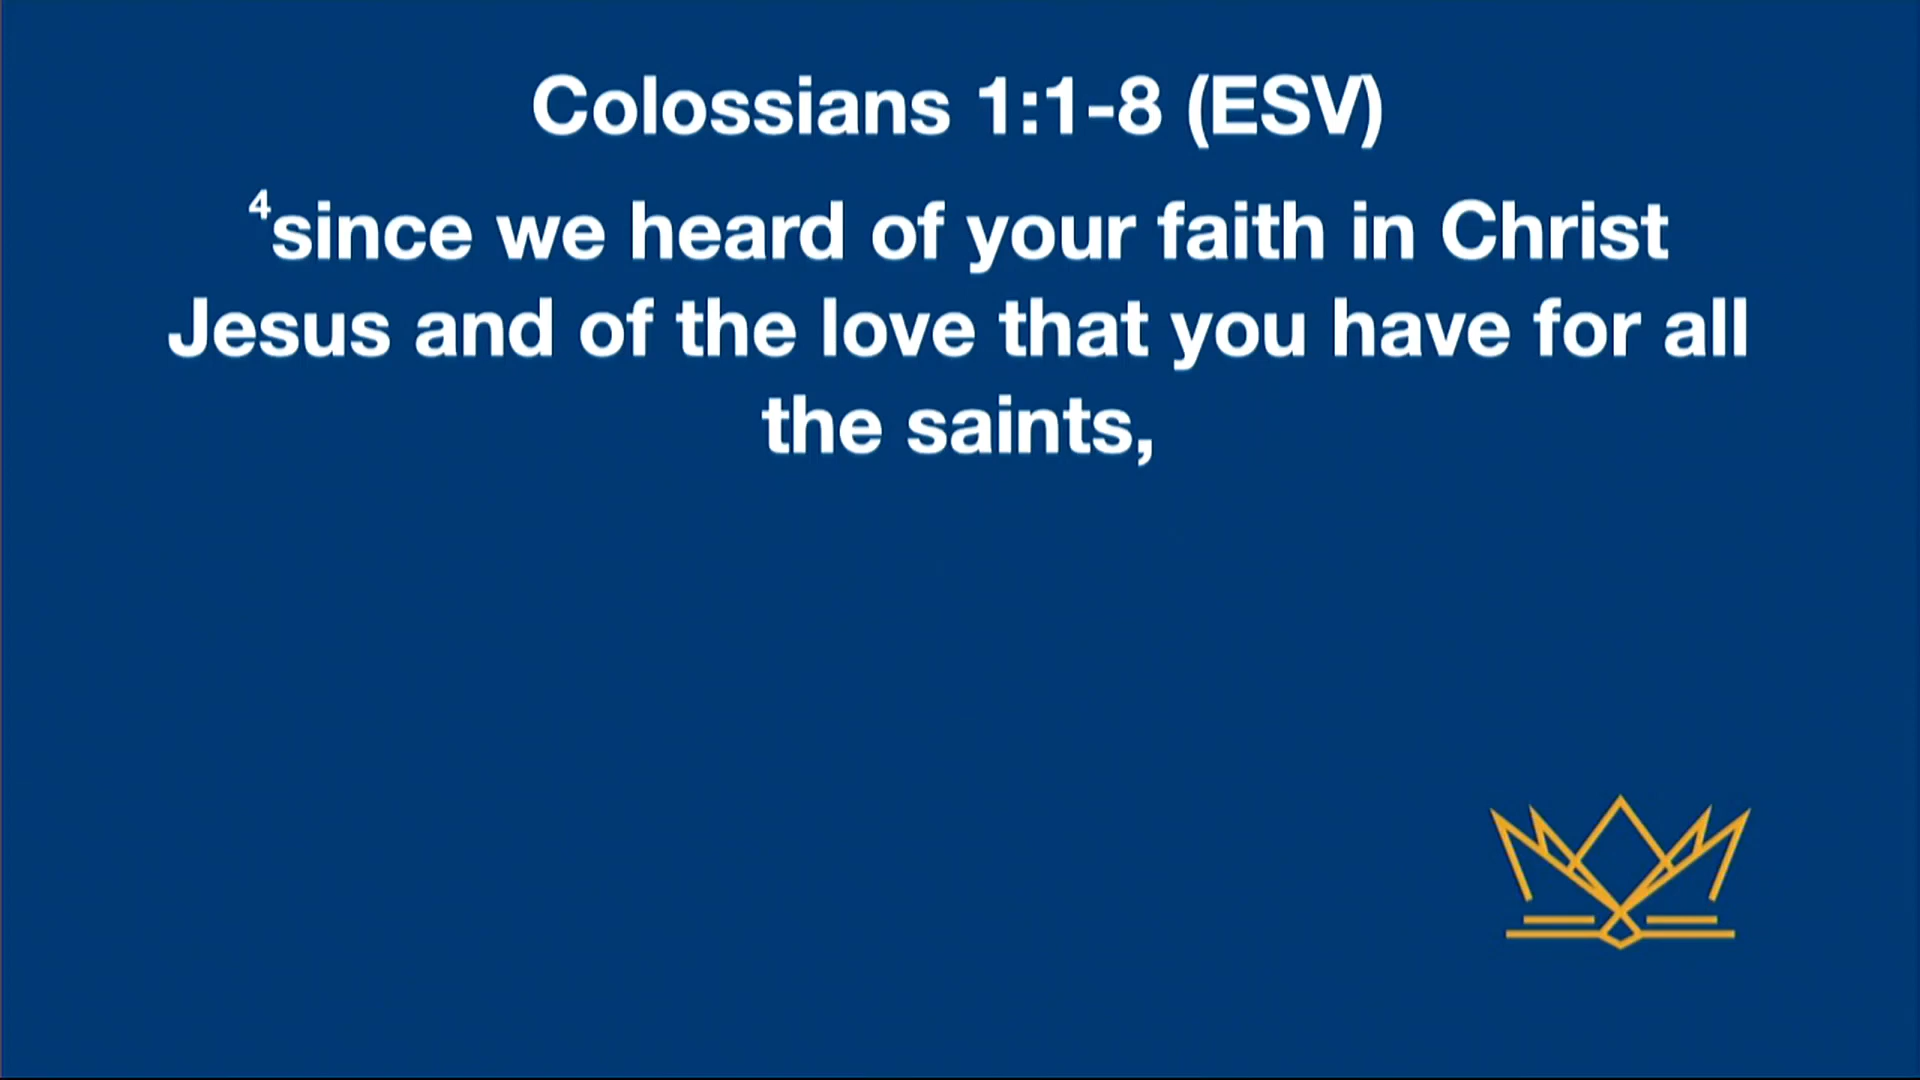 Colossians 1:1-8 (ESV)
⁴since we heard of your faith in Christ
Jesus and of the love that you have for all
the saints,